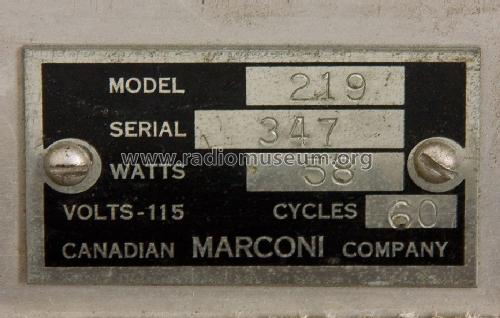 MODEL 219
SERIAL 347
www.radiomuseum.org
WATTS 58
VOLTS-115 CYCLES 60
CANADIAN MARCONI COMPANY